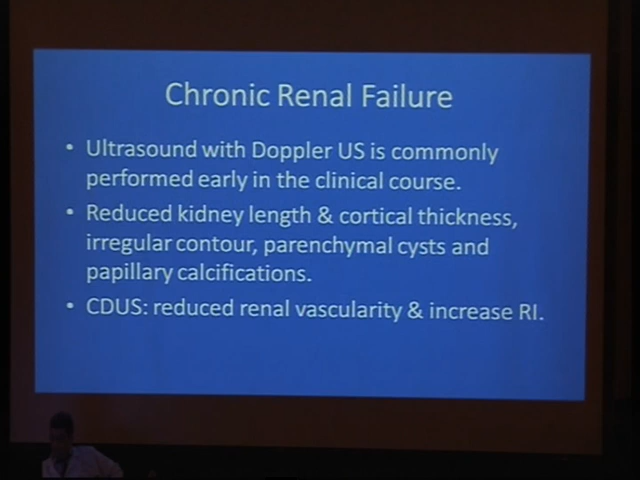 Chronic Renal Failure
• Ultrasound with Doppler US is commonly
performed early in the clinical course.
• Reduced kidney length & cortical thickness,
irregular contour, parenchymal cysts and
papillary calcifications.
• CDUS: reduced renal vascularity & increase RI.